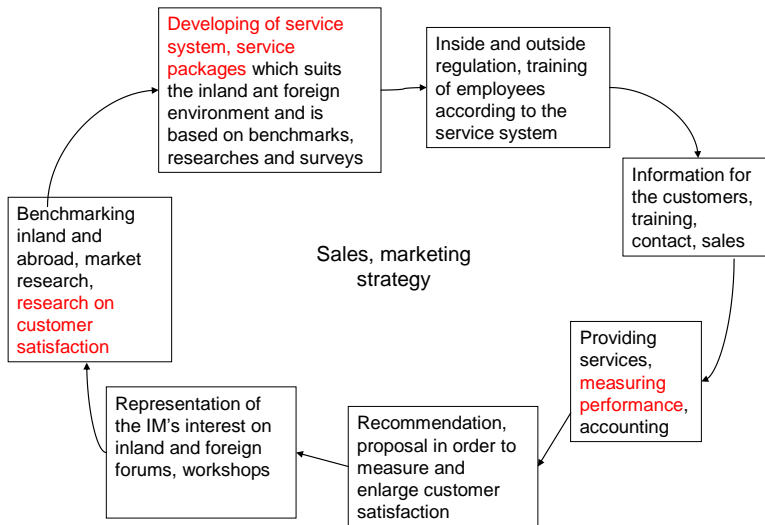 Developing of service
system, service
packages which suits
the inland ant foreign
environment and is
based on benchmarks,
researches and surveys
Inside and outside
regulation, training
of employees
according to the
service system
Information for
the customers,
training,
contact, sales
Providing
services,
measuring
performance,
accounting
Recommendation,
proposal in order to
measure and
enlarge customer
satisfaction
Representation of
the IM's interest on
inland and foreign
forums, workshops
Benchmarking
inland and
abroad, market
research,
research on
customer
satisfaction
Sales, marketing
strategy